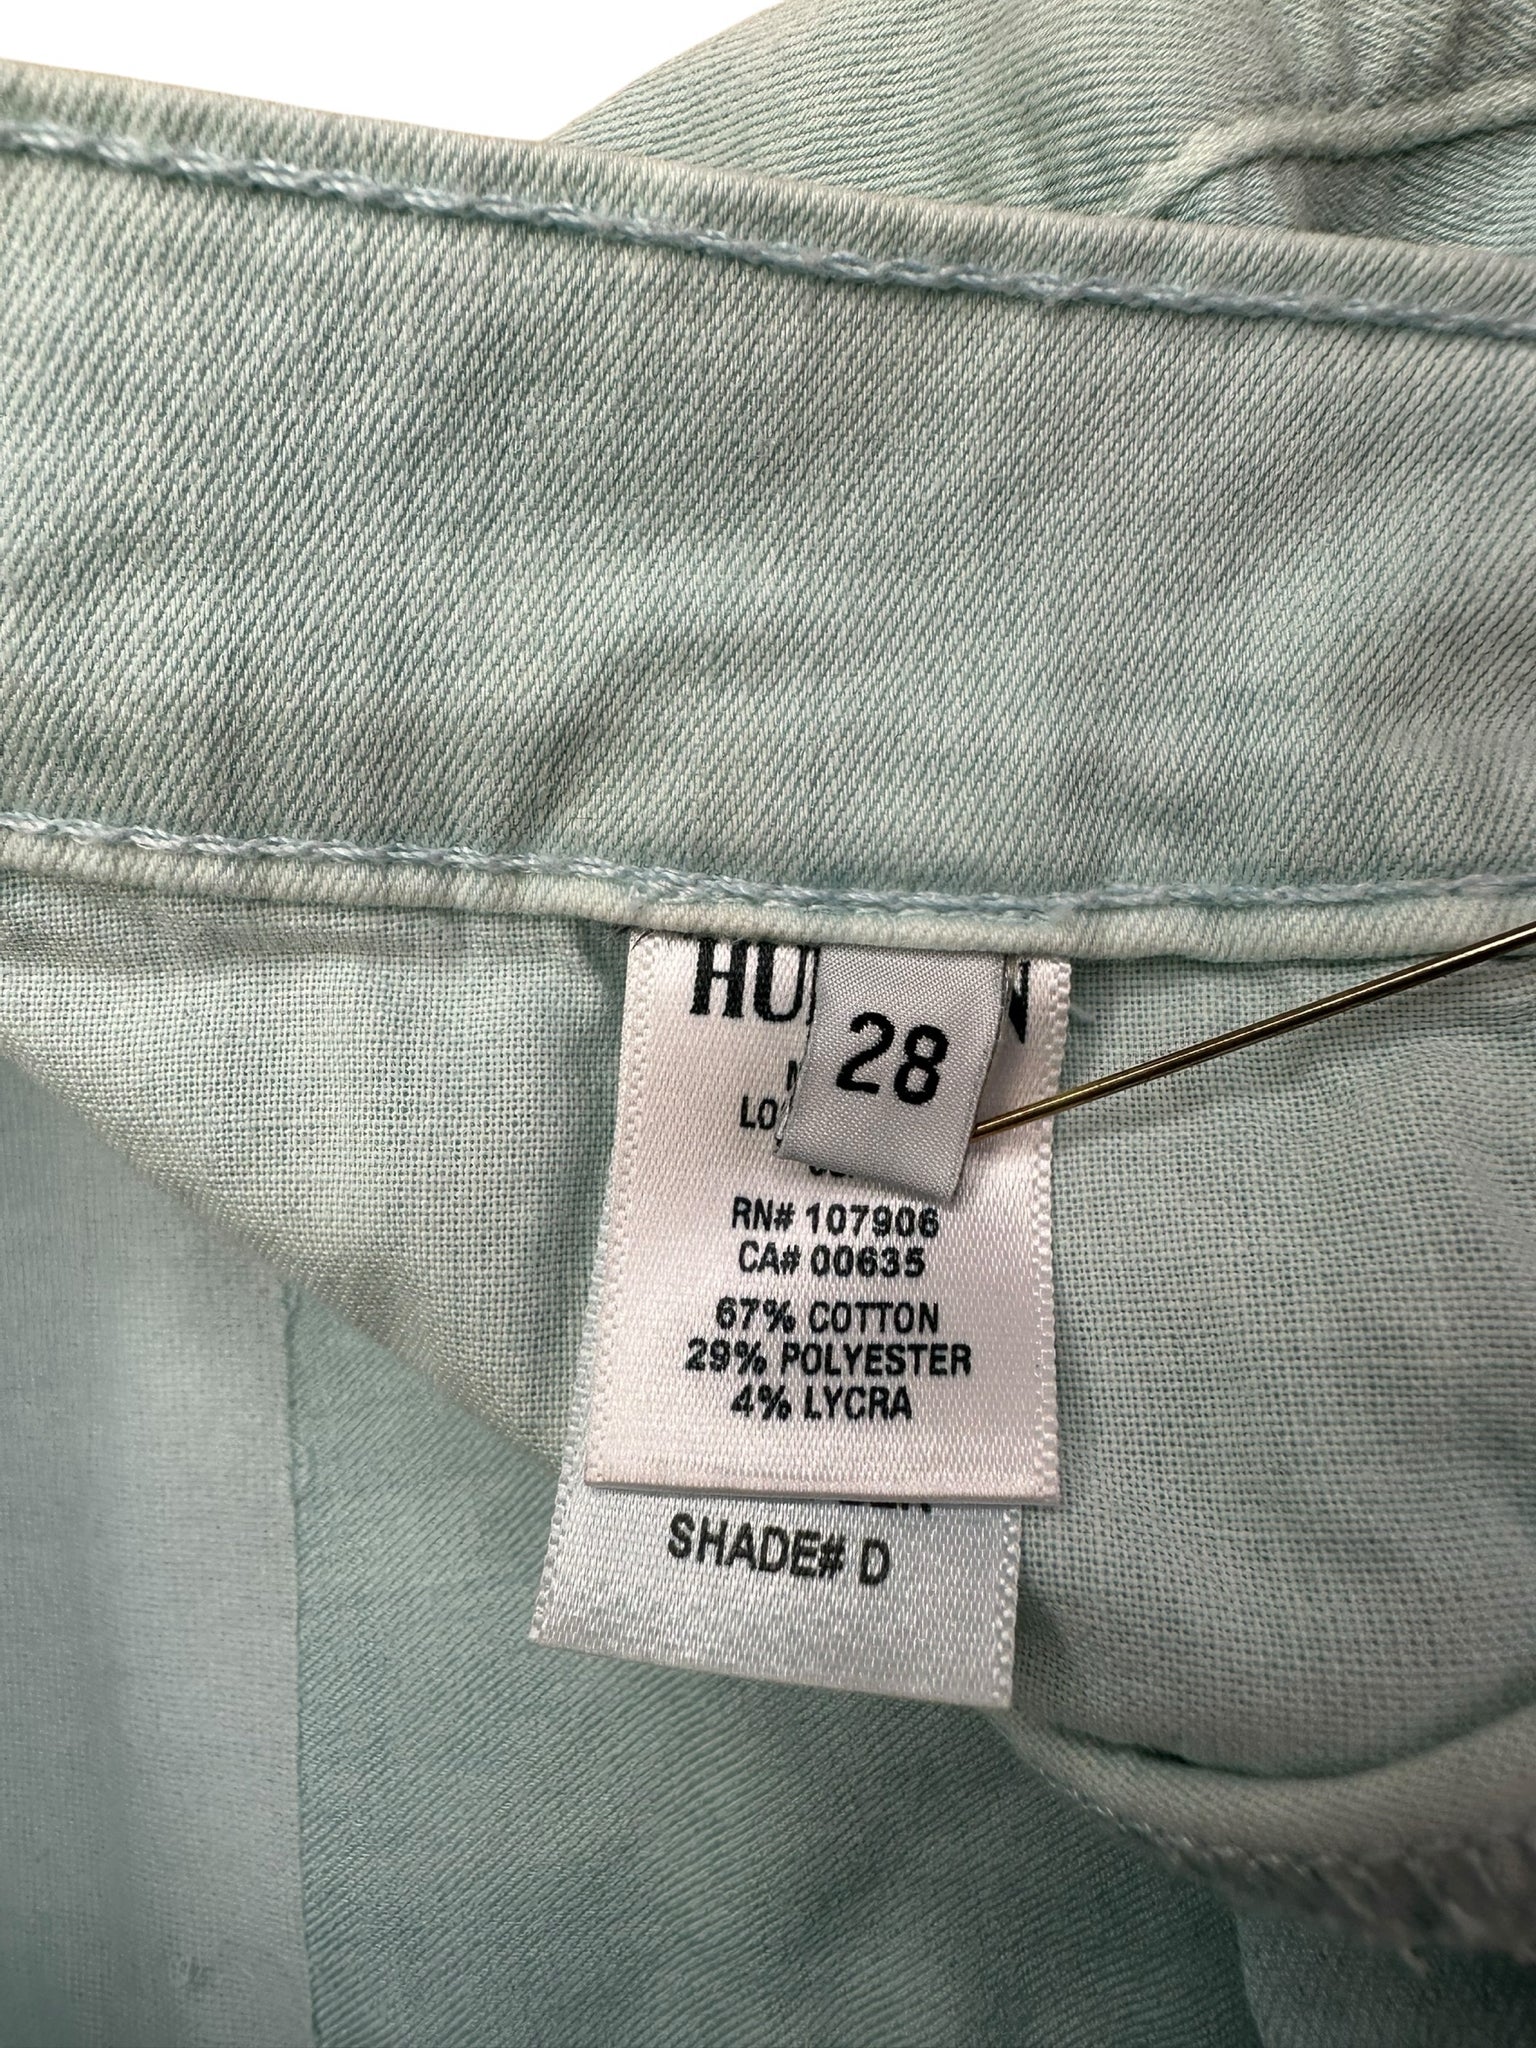 28
RN# 107906
CA# 00635
67% COTTON
29% POLYESTER
4% LYCRA
SHADE# D